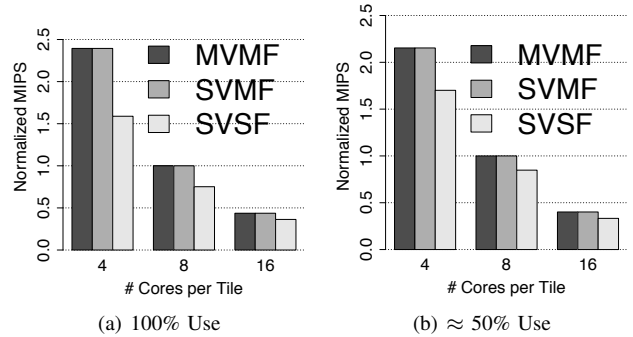 Normalized MIPS
2.5
2.0
1.5
1.0
0.5
0.0
MVMF
SVMF
SVSF
4 8 16
# Cores per Tile
(a) 100% Use
Normalized MIPS
2.5
2.0
1.5
1.0
0.5
0.0
MVMF
SVMF
SVSF
4 8 16
# Cores per Tile
(b) ≈ 50% Use